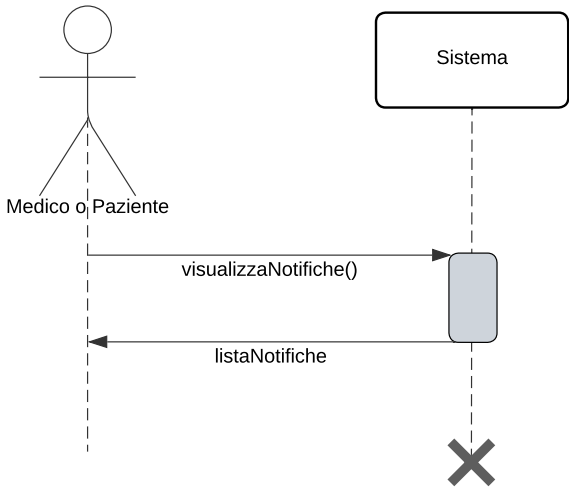 Sistema
Medico o Paziente
visualizzaNotifiche()
listaNotifiche